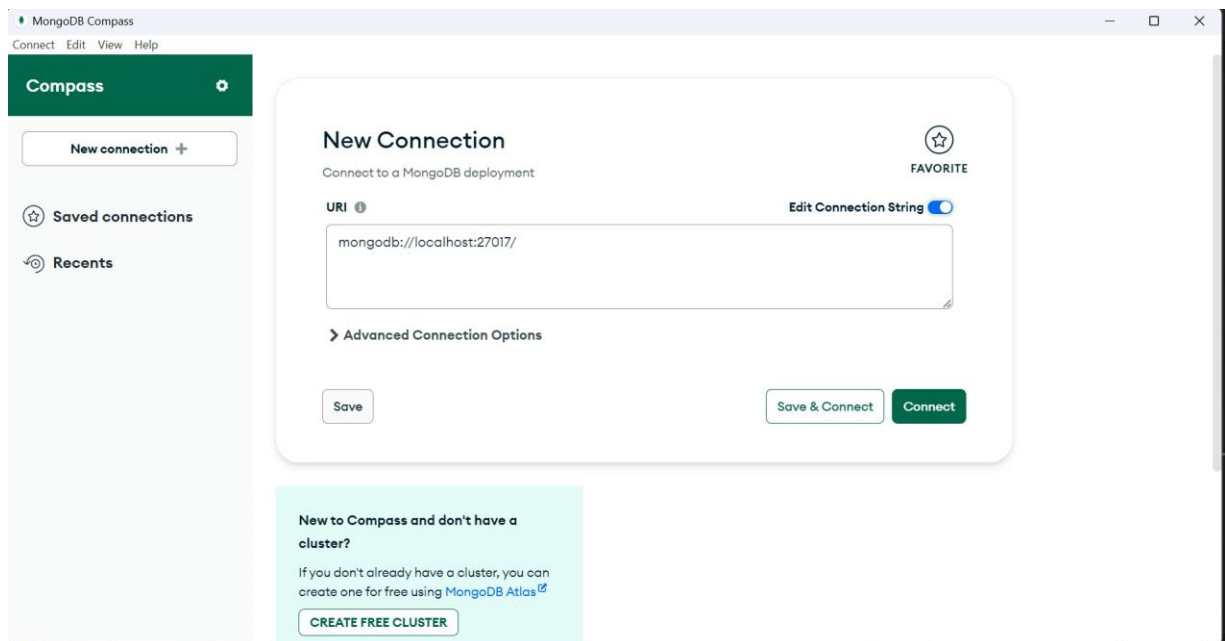 MongoDB Compass
Connect Edit View Help
Compass
New connection +
Saved connections
Recents
New Connection
Connect to a MongoDB deployment
FAVORITE
URI
Edit Connection String
mongodb://localhost:27017/
Advanced Connection Options
Save
Save & Connect
Connect
New to Compass and don't have a
cluster?
If you don't already have a cluster, you can
create one for free using MongoDB Atlas
CREATE FREE CLUSTER